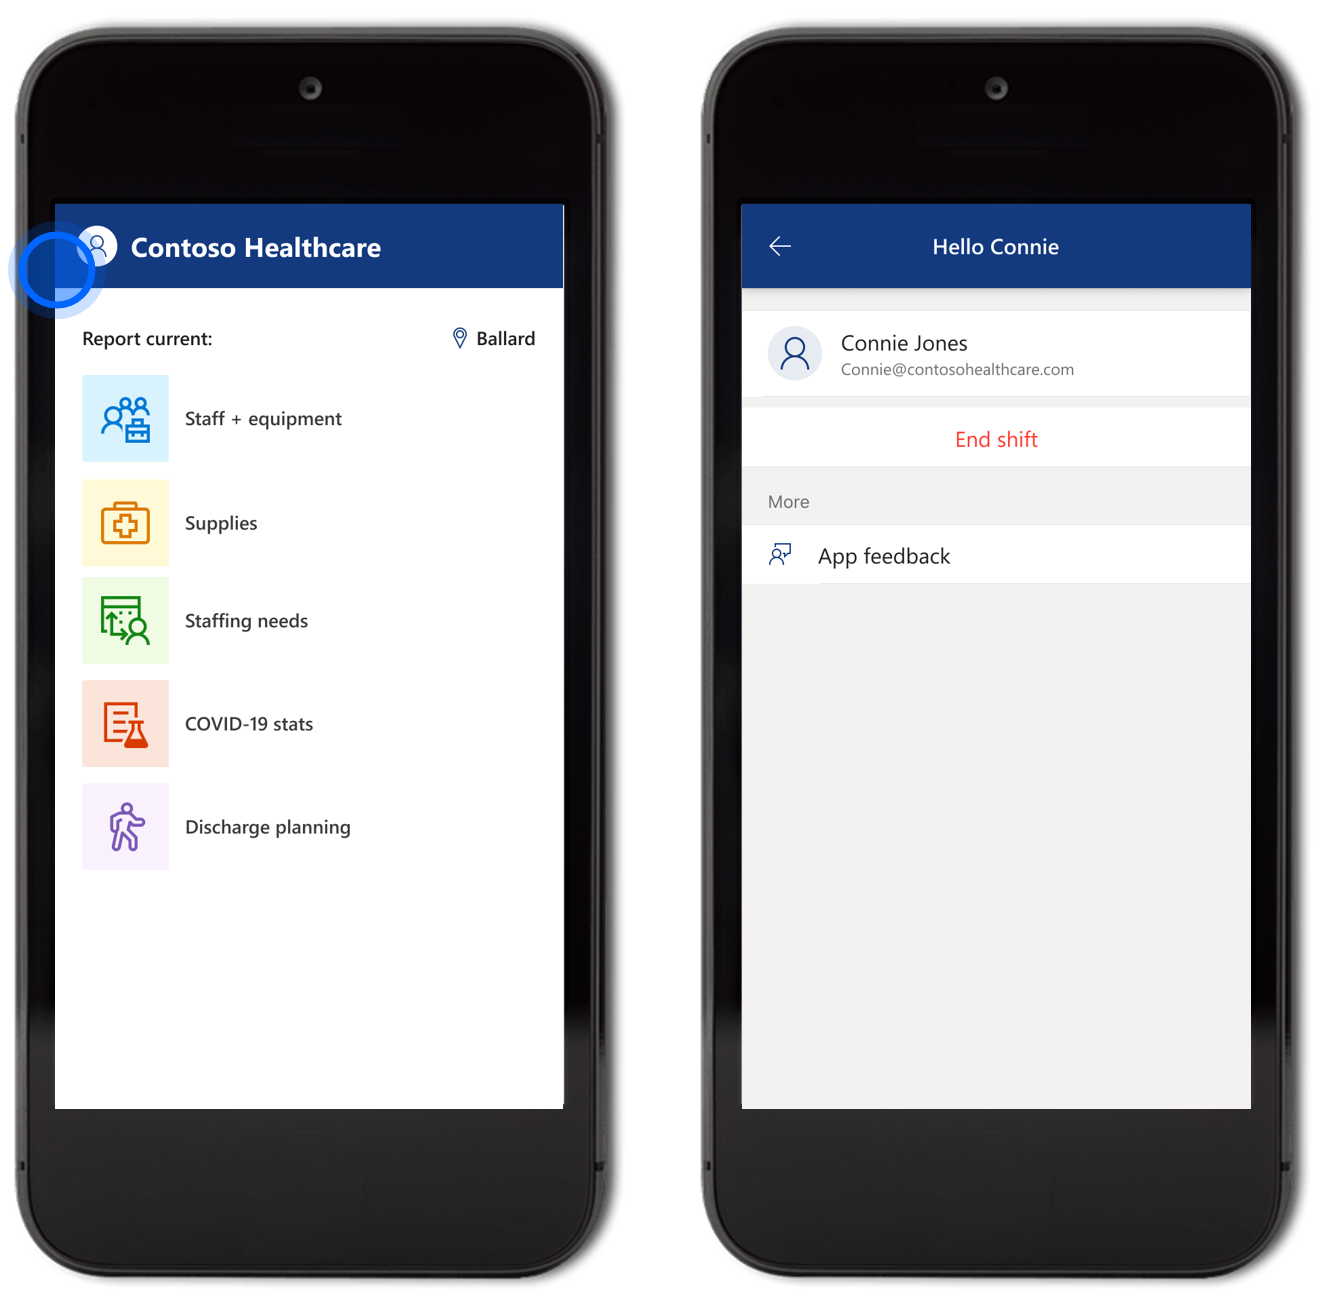 Contoso Healthcare
Report current:
Ballard
Staff + equipment
Supplies
Staffing needs
COVID-19 stats
Discharge planning
Hello Connie
Connie Jones
Connie@contosohealthcare.com
End shift
More
App feedback